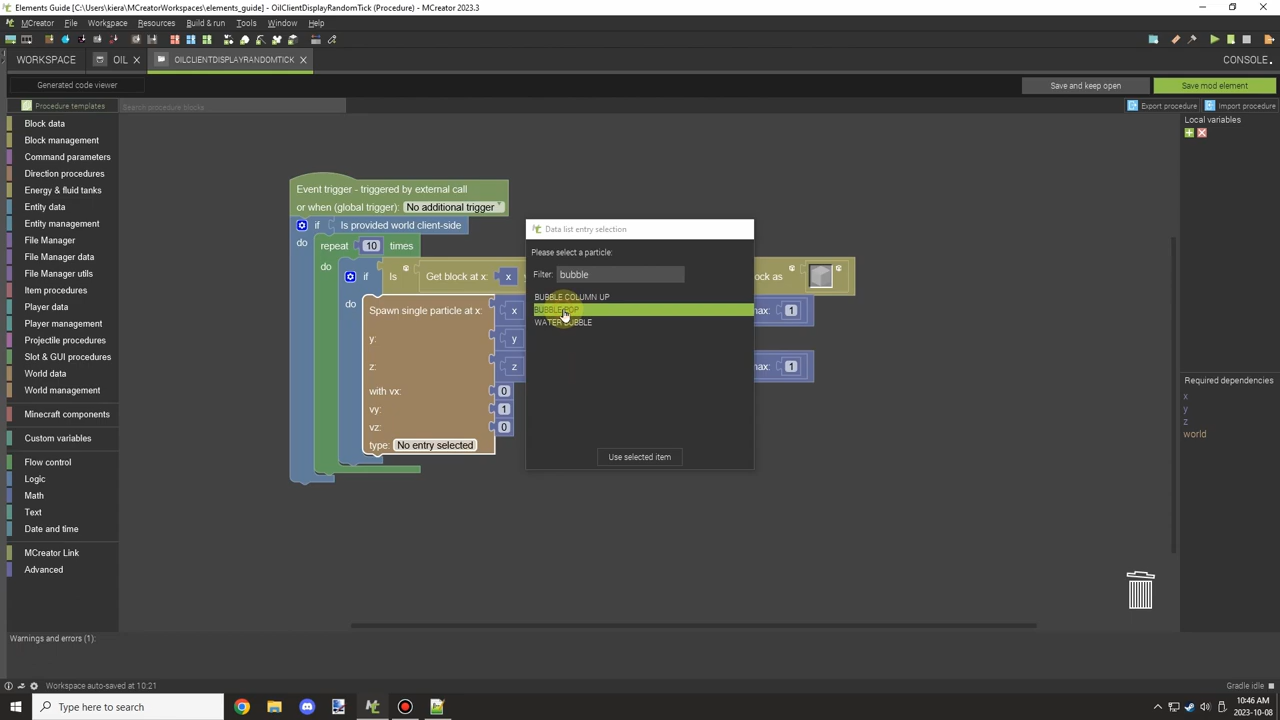 Elements Guide [C:\Users\kiera\MCreatorWorkspaces\elements_guide] - OilClientDisplayRandomTick (Procedure) - MCreator 2023.3
MCreator File Workspace Resources Build & run Tools Window Help
WORKSPACE OIL OILCLIENTDISPLAYRANDOMTICK CONSOLE
Generated code viewer Save and keep open Save mod element
Procedure templates Search procedure blocks Export procedure Import procedure
Local variables
Block data
Block management
Command parameters
Direction procedures
Energy & fluid tanks
Entity data
Entity management
File Manager
File Manager data
File Manager utils
Item procedures
Player data
Player management
Projectile procedures
Slot & GUI procedures
World data
World management
Minecraft components
Custom variables
Flow control
Logic
Math
Text
Date and time
MCreator Link
Advanced
Event trigger - triggered by external call
or when (global trigger): No additional trigger
if Is provided world client-side
do repeat 10 times
do if Is Get block at x: x
ock as
do Spawn single particle at x: x
max: 1
y: y
z: z
max: 1
with vx: 0
vy: 1
vz: 0
type: No entry selected
Data list entry selection
Please select a particle:
Filter: bubble
BUBBLE COLUMN UP
BUBBLE POP
WATER BUBBLE
Use selected item
Required dependencies
x
y
z
world
Warnings and errors (1):
Workspace auto-saved at 10:21 Gradle idle
Type here to search
10:46 AM
2023-10-08